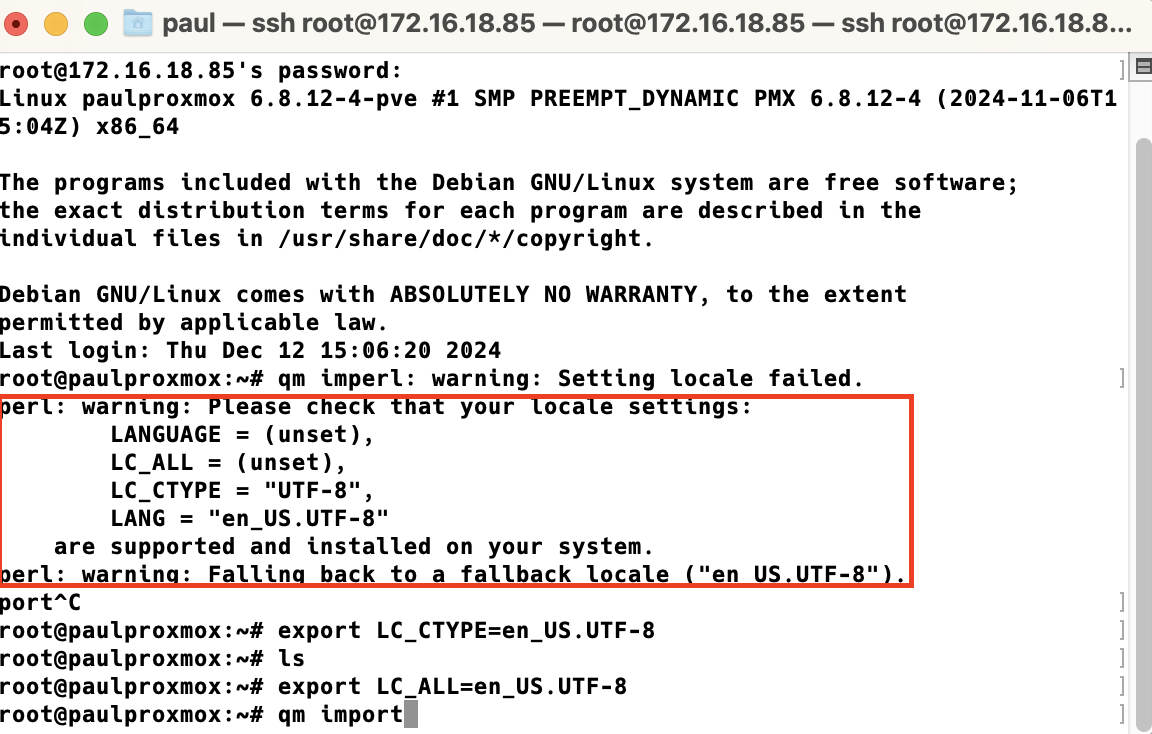 paul — ssh root@172.16.18.85 — root@172.16.18.85 — ssh root@172.16.18.8...
root@172.16.18.85's password:
Linux paulproxmox 6.8.12-4-pve #1 SMP PREEMPT_DYNAMIC PMX 6.8.12-4 (2024-11-06T1
5:04Z) x86_64
The programs included with the Debian GNU/Linux system are free software;
the exact distribution terms for each program are described in the
individual files in /usr/share/doc/*/copyright.
Debian GNU/Linux comes with ABSOLUTELY NO WARRANTY, to the extent
permitted by applicable law.
Last login: Thu Dec 12 15:06:20 2024
root@paulproxmox:~# qm imperl: warning: Setting locale failed.
perl: warning: Please check that your locale settings:
LANGUAGE = (unset),
LC_ALL = (unset),
LC_CTYPE = "UTF-8",
LANG = "en_US.UTF-8"
are supported and installed on your system.
perl: warning: Falling back to a fallback locale ("en_US.UTF-8").
port^C
root@paulproxmox:~# export LC_CTYPE=en_US.UTF-8
root@paulproxmox:~# ls
root@paulproxmox:~# export LC_ALL=en_US.UTF-8
root@paulproxmox:~# qm import